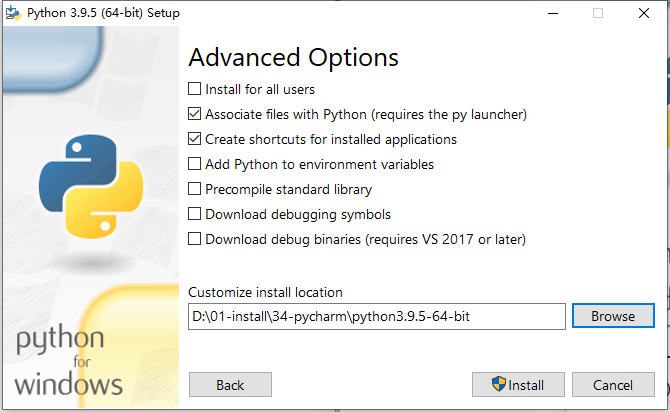 Python 3.9.5 (64-bit) Setup
Advanced Options
Install for all users
Associate files with Python (requires the py launcher)
Create shortcuts for installed applications
Add Python to environment variables
Precompile standard library
Download debugging symbols
Download debug binaries (requires VS 2017 or later)
Customize install location
D:\01-install\34-pycharm\python3.9.5-64-bit
Browse
python
for
windows
Back
Install
Cancel